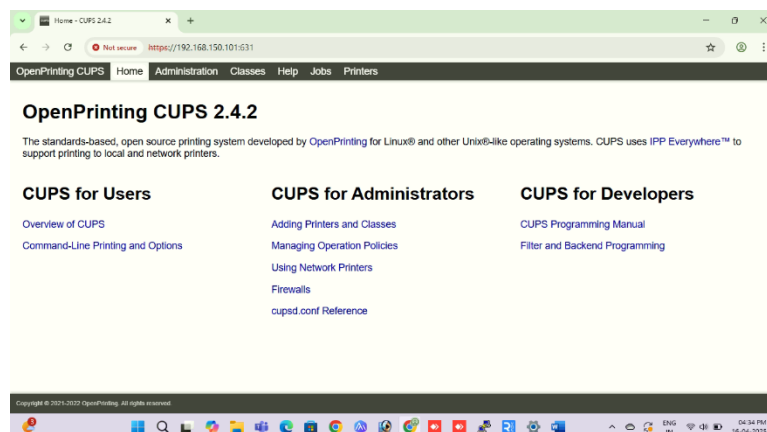 Home - CUPS 2.4.2
Not secure https://192.168.150.101:631
OpenPrinting CUPS Home Administration Classes Help Jobs Printers
OpenPrinting CUPS 2.4.2
The standards-based, open source printing system developed by OpenPrinting for Linux® and other Unix®-like operating systems. CUPS uses IPP Everywhere™ to
support printing to local and network printers.
CUPS for Users
Overview of CUPS
Command-Line Printing and Options
CUPS for Administrators
Adding Printers and Classes
Managing Operation Policies
Using Network Printers
Firewalls
cupsd.conf Reference
CUPS for Developers
CUPS Programming Manual
Filter and Backend Programming
Copyright © 2021-2022 OpenPrinting. All rights reserved.
ENG 04:34 PM
IN 16-04-2025